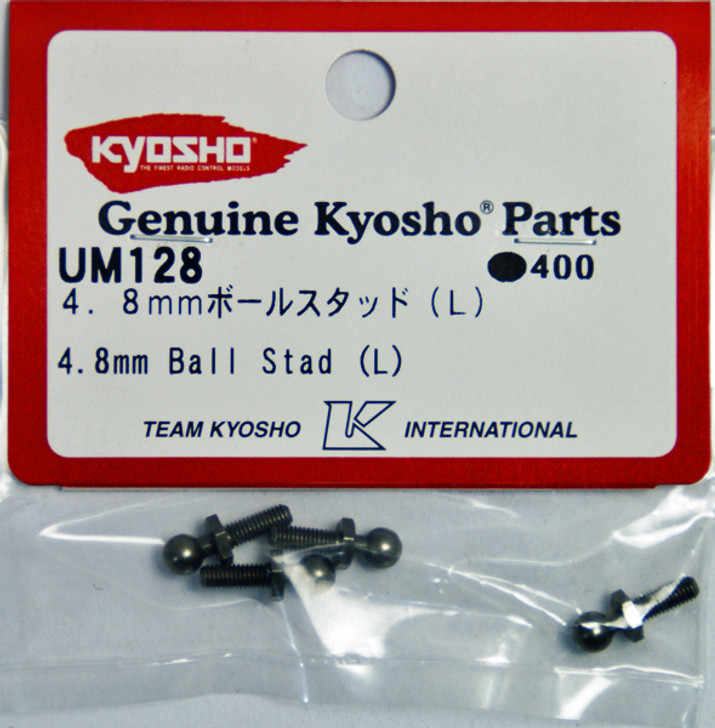 KYOSHO®
THE FINEST RADIO CONTROL MODELS
Genuine Kyosho® Parts
UM128 ●400
4.8mmボールスタッド(L)
4.8mm Ball Stad (L)
TEAM KYOSHO K INTERNATIONAL